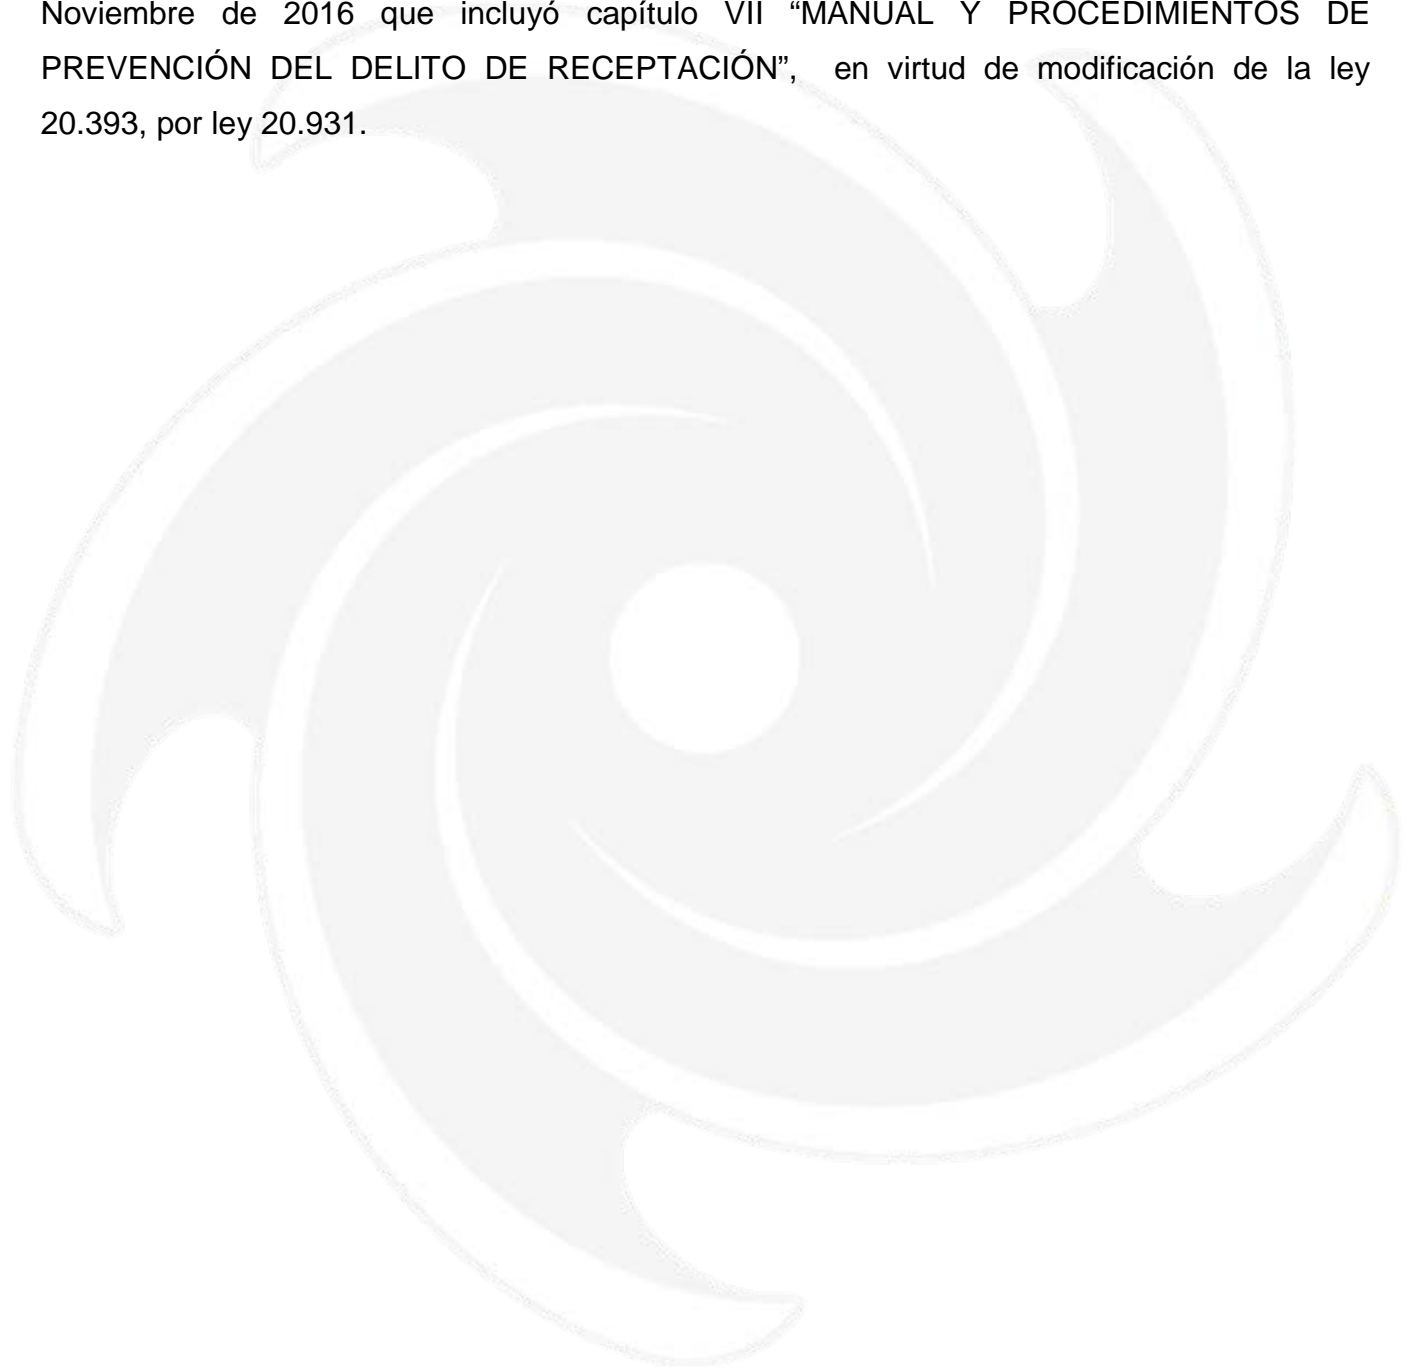 Noviembre de 2016 que incluyó capítulo VII “MANUAL Y PROCEDIMIENTOS DE
PREVENCIÓN DEL DELITO DE RECEPTACIÓN”, en virtud de modificación de la ley
20.393, por ley 20.931.